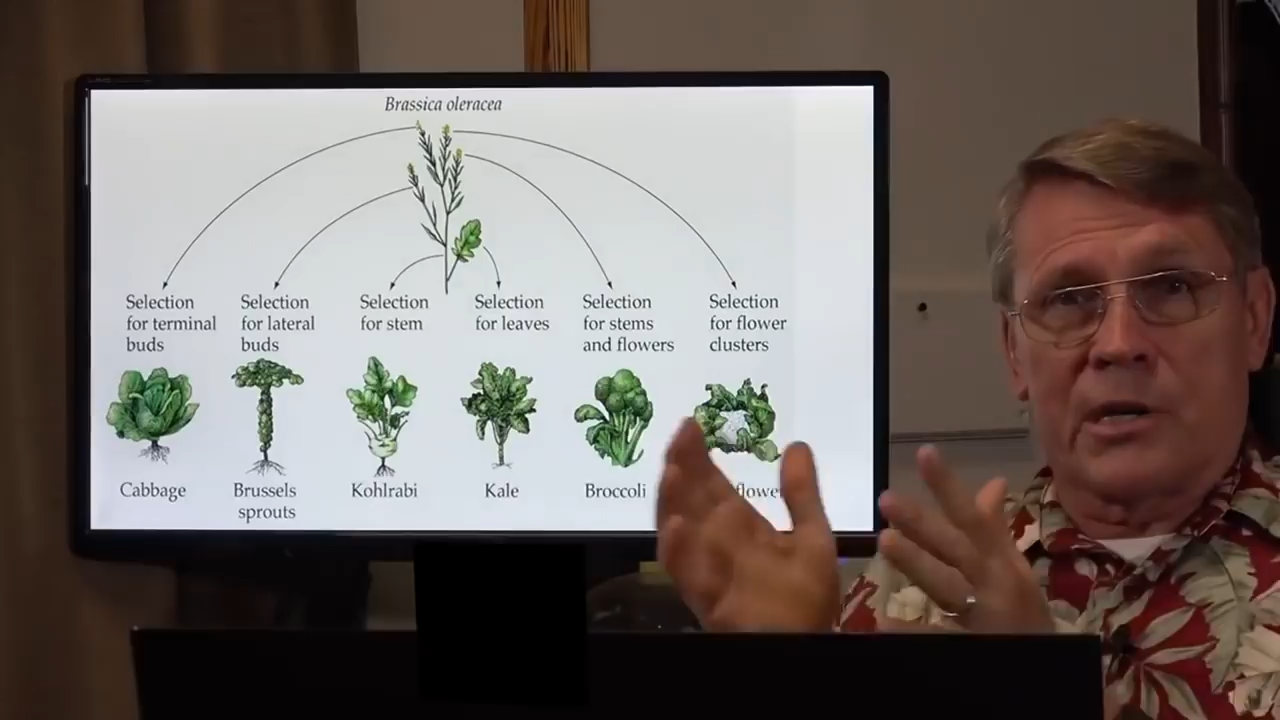 Brassica oleracea
Selection
for terminal
buds
Selection
for lateral
buds
Selection
for stem
Selection
for leaves
Selection
for stems
and flowers
Selection
for flower
clusters
Cabbage
Brussels
sprouts
Kohlrabi
Kale
Broccoli